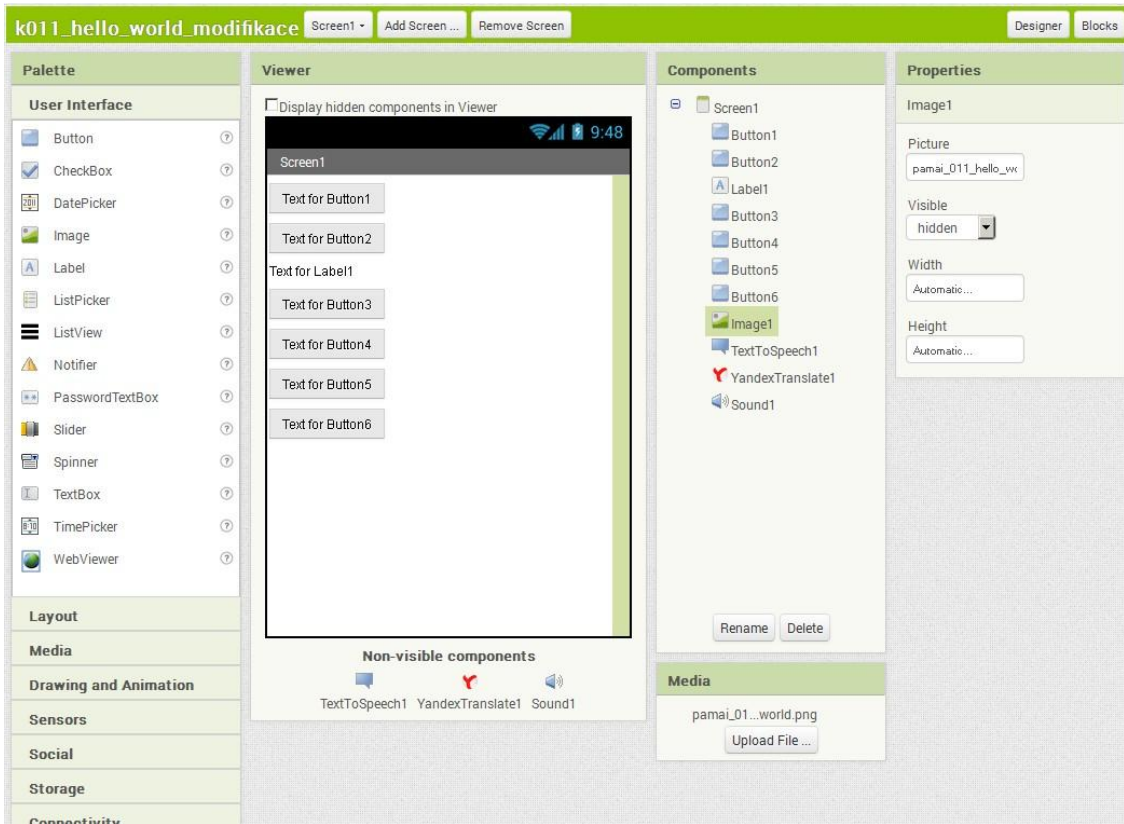 k011_hello_world_modifikace Screen1 Add Screen ... Remove Screen Designer Blocks
Palette
User Interface
Button
CheckBox
DatePicker
Image
Label
ListPicker
ListView
Notifier
PasswordTextBox
Slider
Spinner
TextBox
TimePicker
WebViewer
Layout
Media
Drawing and Animation
Sensors
Social
Storage
Connectivity
Viewer
Display hidden components in Viewer
9:48
Screen1
Text for Button1
Text for Button2
Text for Label1
Text for Button3
Text for Button4
Text for Button5
Text for Button6
Non-visible components
TextToSpeech1 YandexTranslate1 Sound1
Components
Screen1
Button1
Button2
Label1
Button3
Button4
Button5
Button6
Image1
TextToSpeech1
YandexTranslate1
Sound1
Rename Delete
Media
pamai_01...world.png
Upload File ...
Properties
Image1
Picture
pamai_011_hello_wo
Visible
hidden
Width
Automatic...
Height
Automatic...